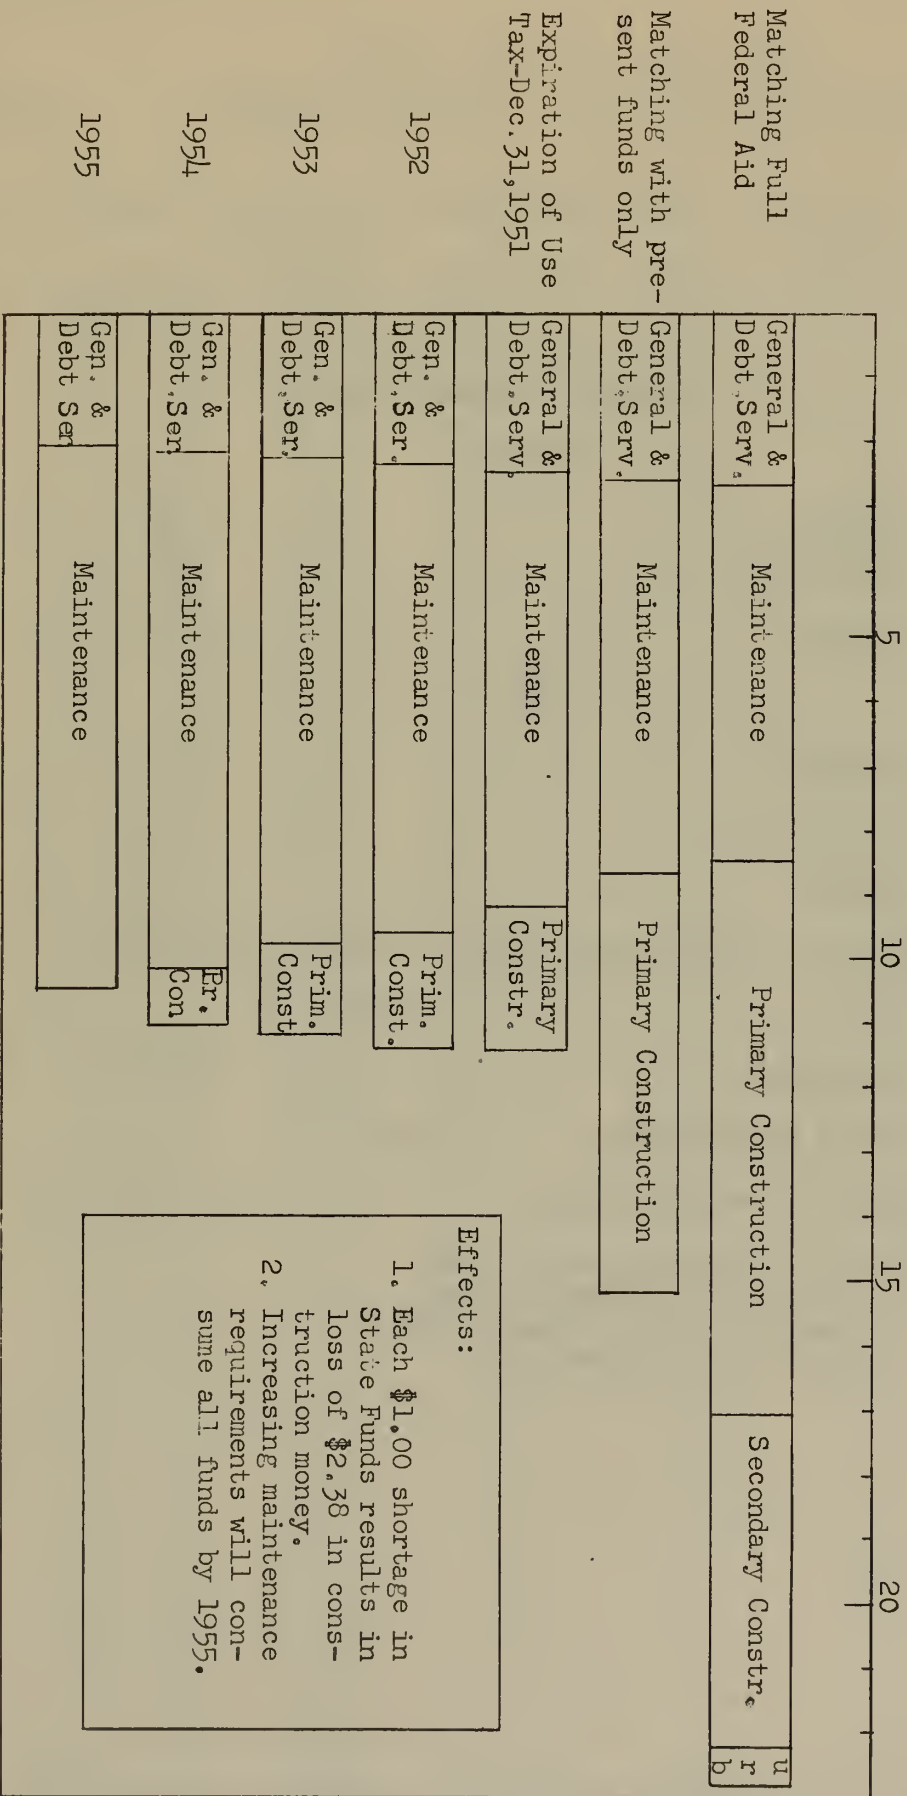 5
10
15
20
Matching Full
Federal Aid
General &
Debt.Serv.
Maintenance
Primary Construction
Secondary Constr.
u
r
b
Matching with pre-
sent funds only
General &
Debt.Serv.
Maintenance
Primary Construction
Expiration of Use
Tax-Dec.31,1951
General &
Debt.Serv.
Maintenance
Primary
Constr.
1952
Gen. &
Debt.Ser.
Maintenance
Prim.
Const.
1953
Gen. &
Debt.Ser.
Maintenance
Prim.
Const
1954
Gen. &
Debt.Ser.
Maintenance
Pr.
Con
1955
Gen. &
Debt Ser
Maintenance
Effects:
1. Each $1.00 shortage in
State Funds results in
loss of $2.38 in cons-
truction money.
2. Increasing maintenance
requirements will con-
sume all funds by 1955.